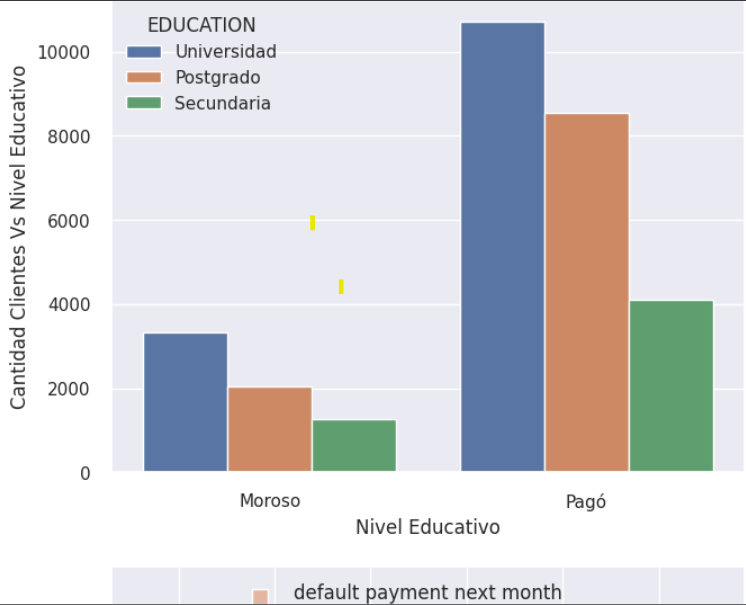 EDUCATION
Universidad
Postgrado
Secundaria
Cantidad Clientes Vs Nivel Educativo
10000
8000
6000
4000
2000
0
Moroso
Pagó
Nivel Educativo
default payment next month